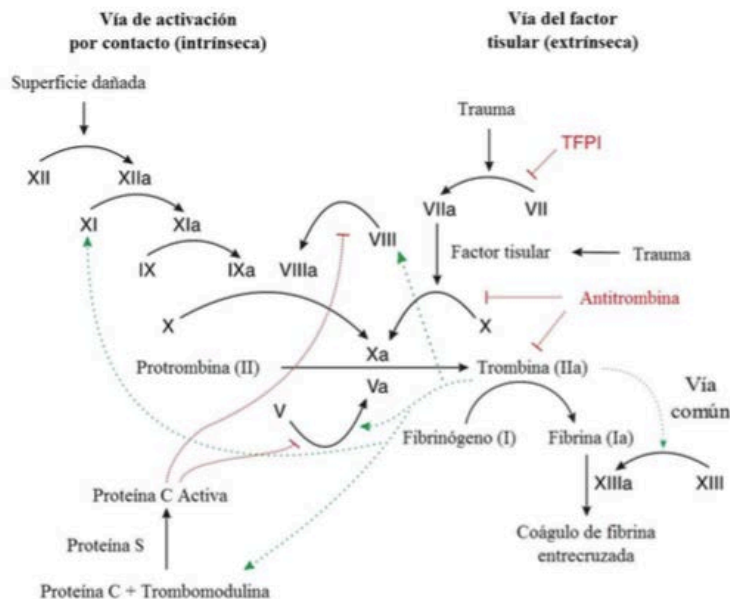 Vía de activación
por contacto (intrínseca)
Vía del factor
tisular (extrínseca)
Superficie dañada
Trauma
TFPI
XII
XIIa
VIIa
VII
XI
XIa
VIII
Factor tisular
Trauma
IX
IXa
VIIIa
Antitrombina
X
X
Xa
Protrombina (II)
Trombina (IIa)
Va
Vía
común
V
Fibrinógeno (I)
Fibrina (Ia)
XIIIa
XIII
Proteína C Activa
Coágulo de fibrina
entrecruzada
Proteína S
Proteína C + Trombomodulina